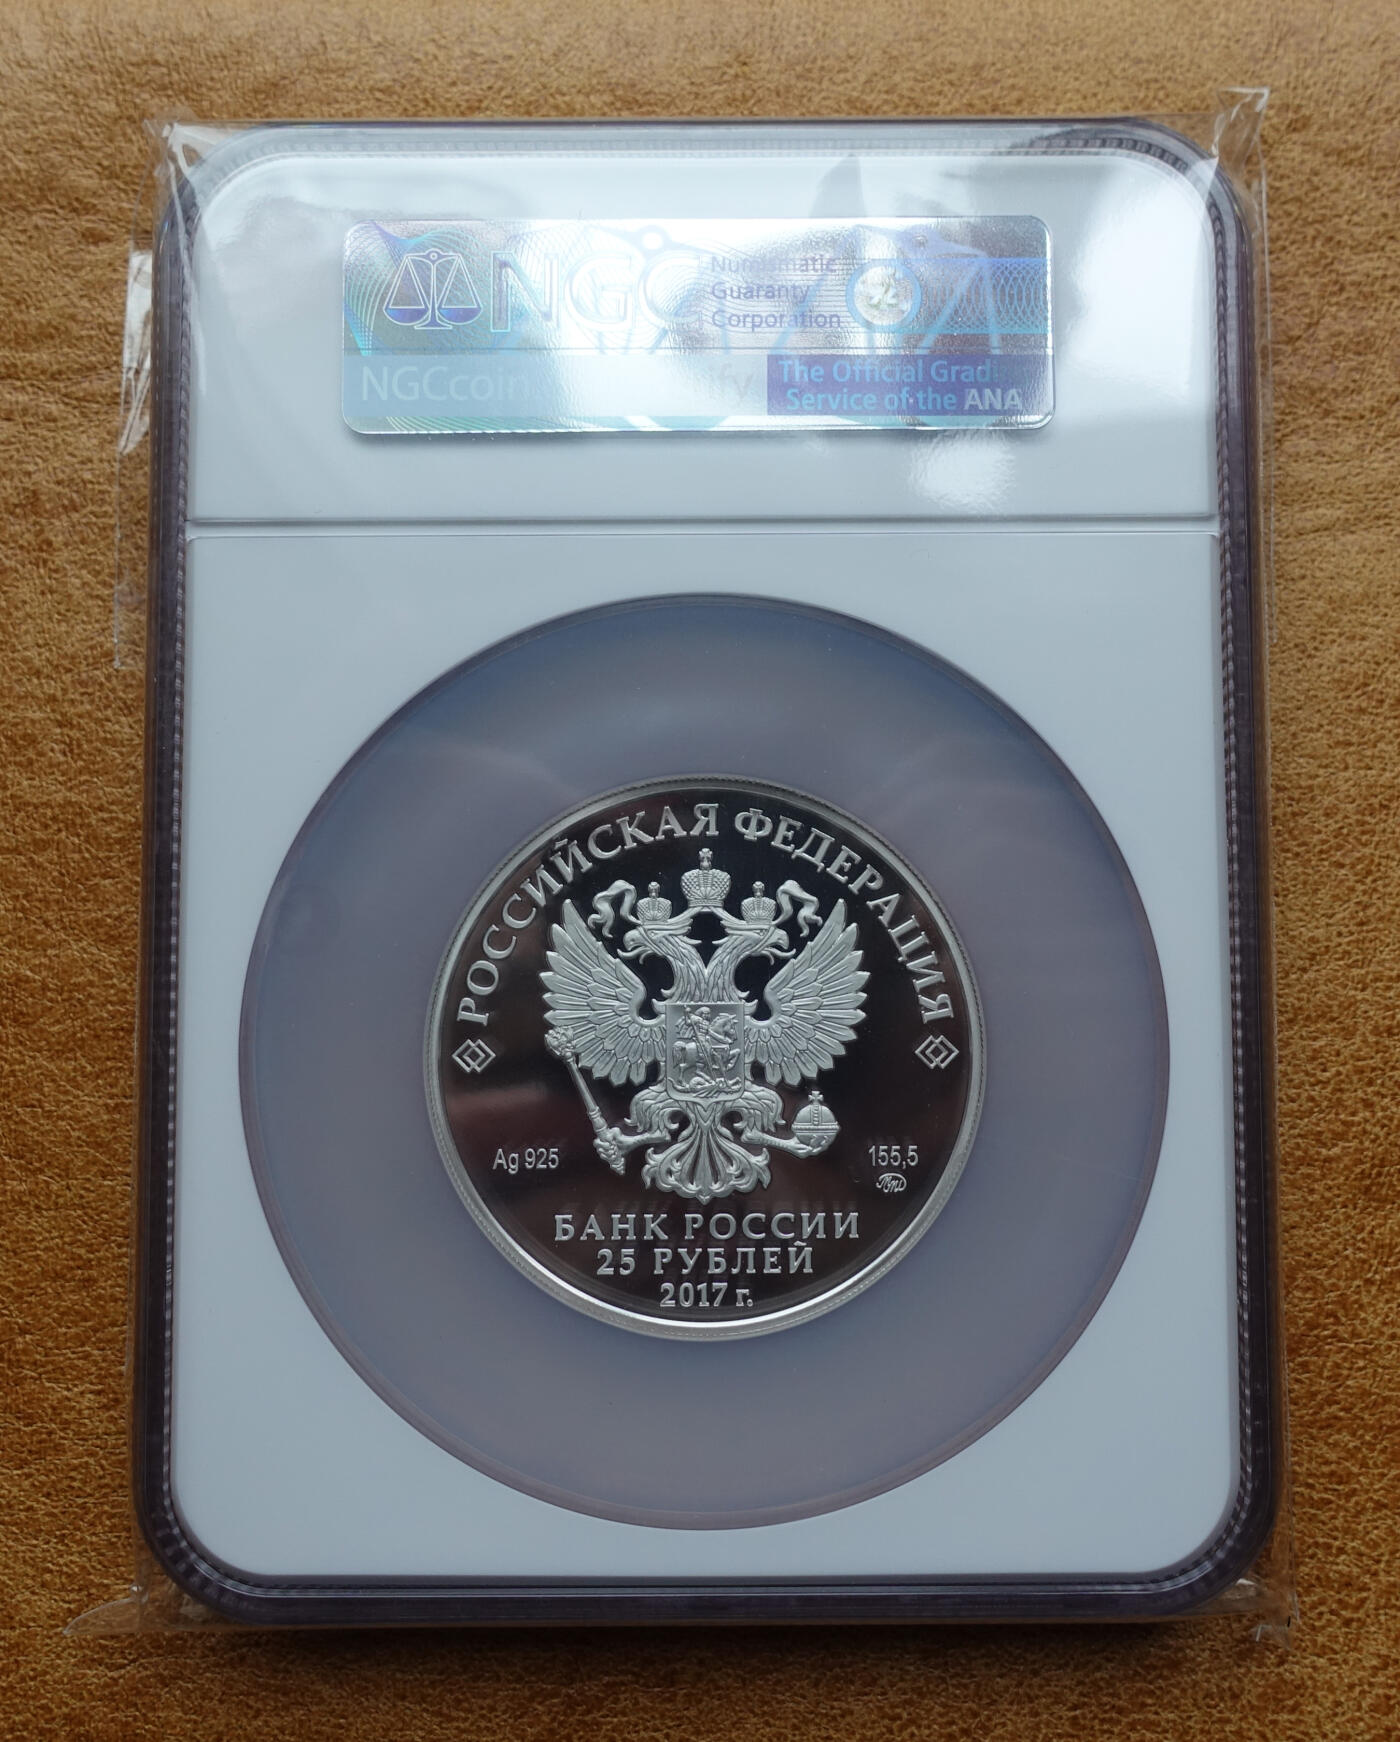 NGC
Numismatic
Guaranty
Corporation
NGCcoin
The Official Grad
Service of the ANA
РОССИЙСКАЯ ФЕДЕРАЦИЯ
Ag 925
155,5
БАНК РОССИИ
25 РУБЛЕЙ
2017 г.